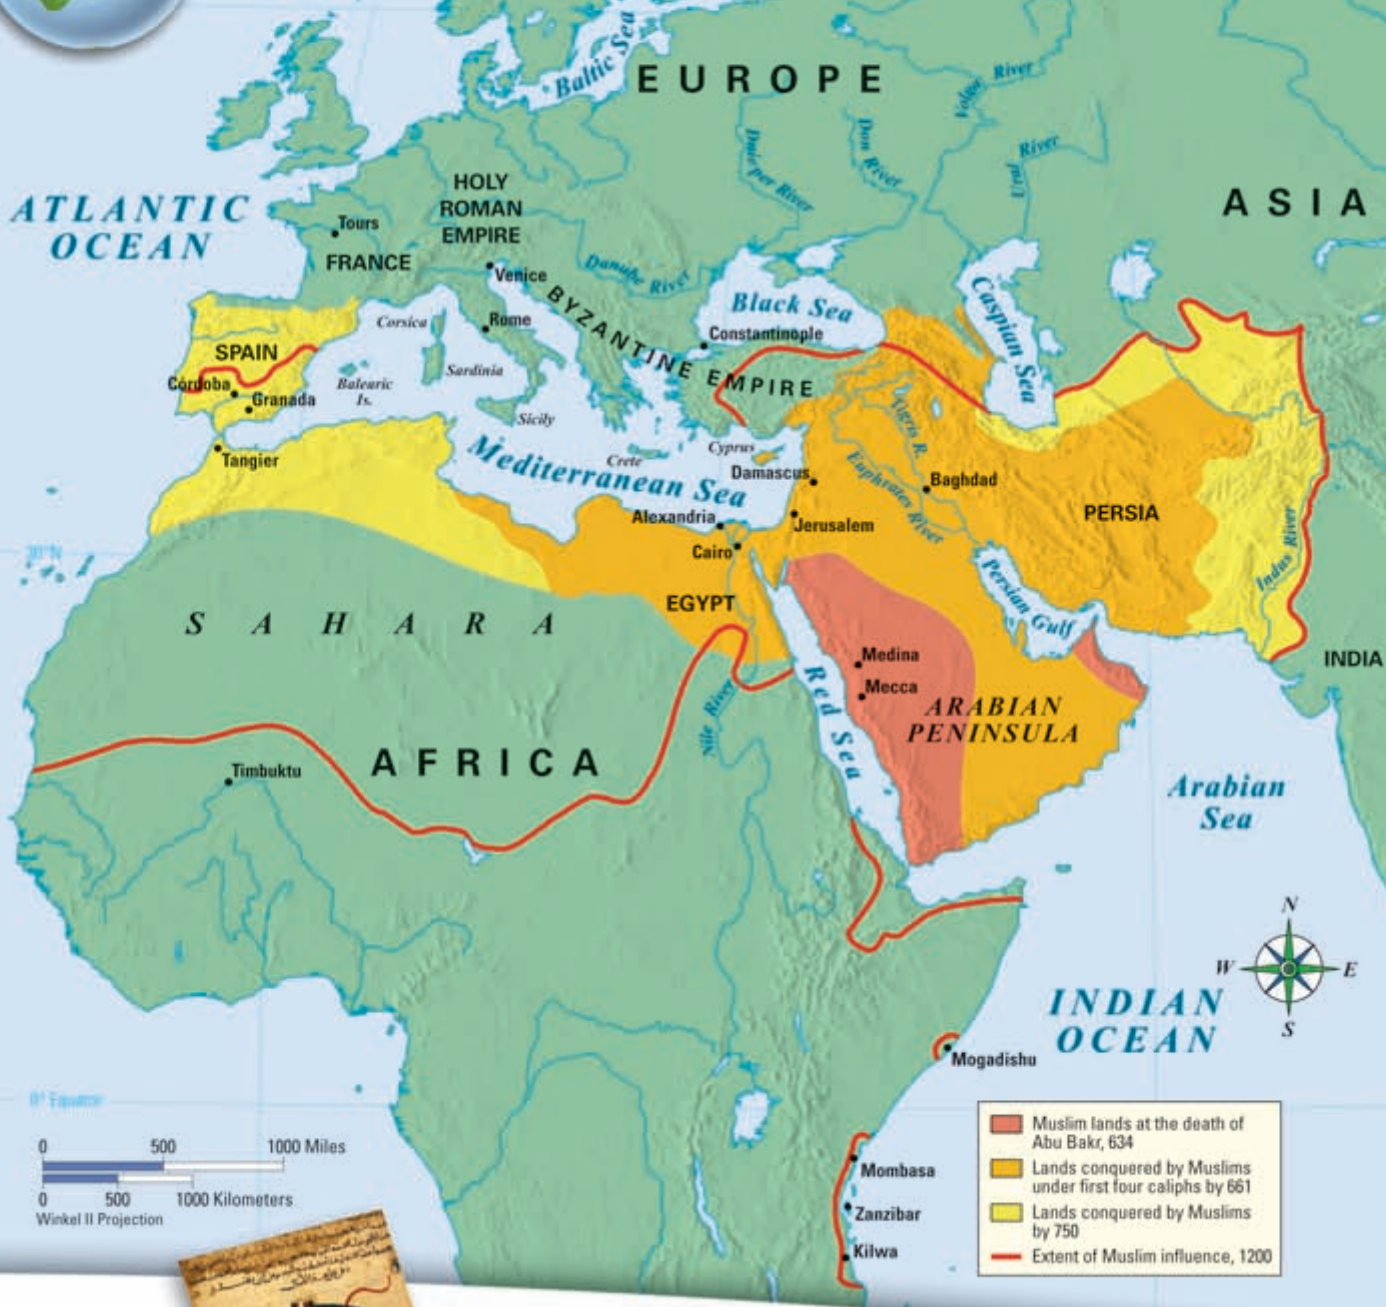 Baltic Sea
EUROPE
Volga River
Dnieper River
Don River
Ural River
ATLANTIC
OCEAN
HOLY
ROMAN
EMPIRE
ASIA
Tours
FRANCE
Venice
Danube River
Black Sea
Caspian Sea
Corsica
Rome
BYZANTINE EMPIRE
Constantinople
SPAIN
Sardinia
Balearic
Is.
Córdoba
Granada
Sicily
Tangier
Mediterranean Sea
Crete
Cyprus
Damascus
Tigris R.
Euphrates River
Baghdad
PERSIA
Alexandria
Jerusalem
Cairo
30°N
Indus River
Persian Gulf
SAHARA
EGYPT
Medina
Mecca
INDIA
Red Sea
ARABIAN
PENINSULA
Nile River
AFRICA
Timbuktu
Arabian
Sea
N
W
E
S
INDIAN
OCEAN
Mogadishu
0° Equator
0 500 1000 Miles
0 500 1000 Kilometers
Winkel II Projection
Mombasa
Zanzibar
Kilwa
Muslim lands at the death of
Abu Bakr, 634
Lands conquered by Muslims
under first four caliphs by 661
Lands conquered by Muslims
by 750
Extent of Muslim influence, 1200